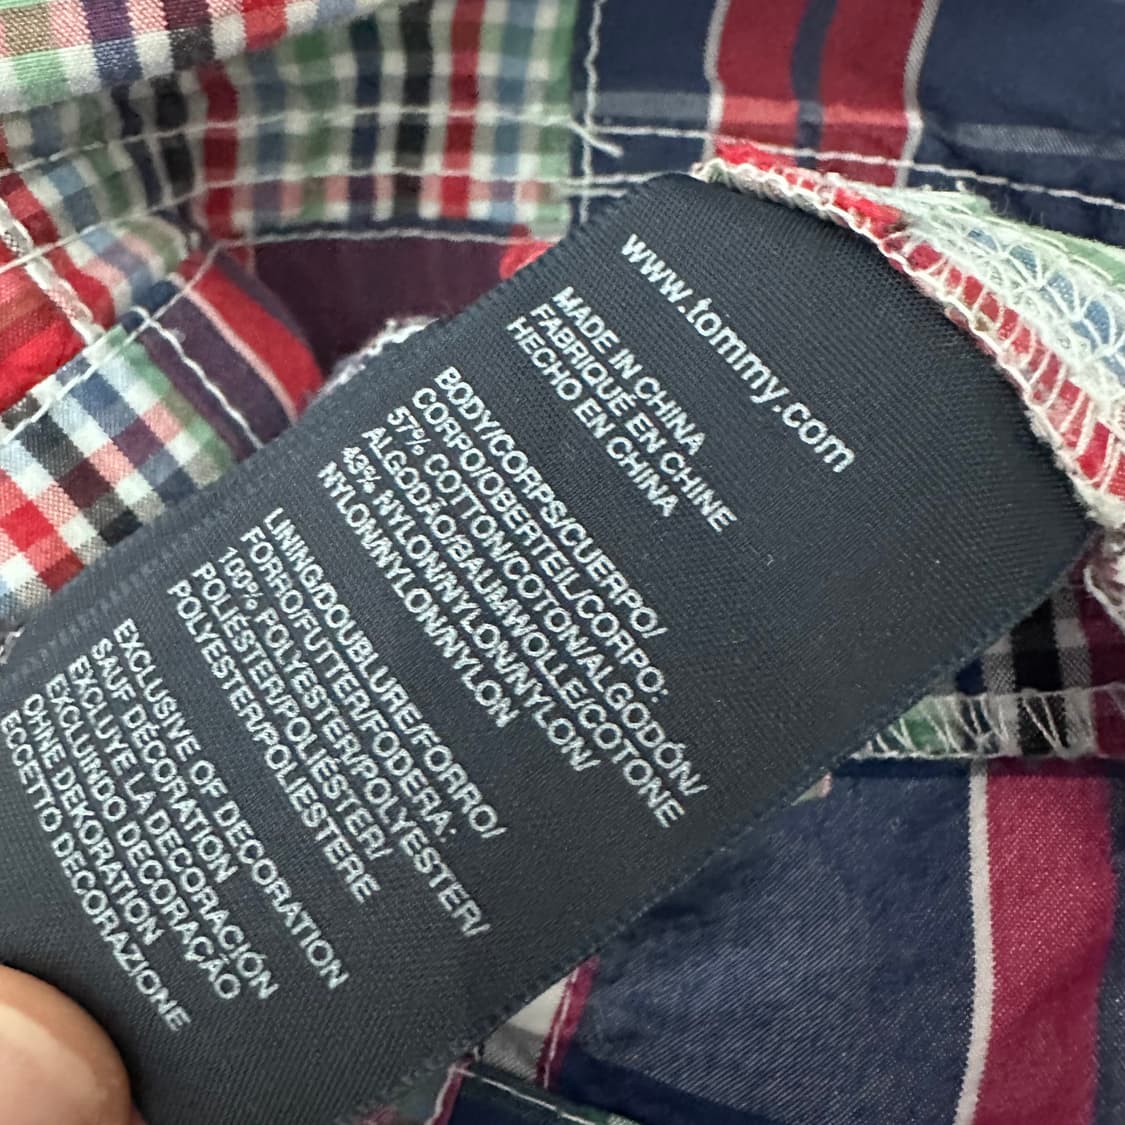 www.tommy.com
MADE IN CHINA
FABRIQUÉ EN CHINE
HECHO EN CHINA
BODY/CORPS/CUERPO/
CORPO/OBERTEIL/CORPO:
57% COTTON/COTON/ALGODÓN/
ALGODÃO/BAUMWOLLE/COTONE
43% NYLON/NYLON/NYLON/
NYLON/NYLON/NYLON
LINING/DOUBLURE/FORRO/
FORRO/FUTTER/FODERA:
100% POLYESTER/POLYESTER/
POLIÉSTER/POLIÉSTER/
POLYESTER/POLIESTERE
EXCLUSIVE OF DECORATION
SAUF DÉCORATION
EXCLUYE LA DECORACIÓN
EXCLUINDO DECORAÇÃO
OHNE DEKORATION
ECCETTO DECORAZIONE